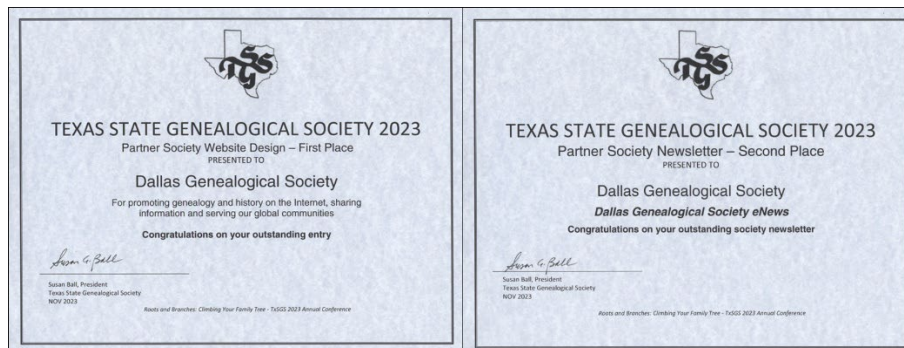 TEXAS STATE GENEALOGICAL SOCIETY 2023
Partner Society Website Design – First Place
PRESENTED TO
Dallas Genealogical Society
For promoting genealogy and history on the Internet, sharing
information and serving our global communities
Congratulations on your outstanding entry
Susan G. Ball
Susan Ball, President
Texas State Genealogical Society
NOV 2023
Roots and Branches: Climbing Your Family Tree - TxSGS 2023 Annual Conference
TEXAS STATE GENEALOGICAL SOCIETY 2023
Partner Society Newsletter – Second Place
PRESENTED TO
Dallas Genealogical Society
Dallas Genealogical Society eNews
Congratulations on your outstanding society newsletter
Susan G. Ball
Susan Ball, President
Texas State Genealogical Society
NOV 2023
Roots and Branches: Climbing Your Family Tree - TxSGS 2023 Annual Conference